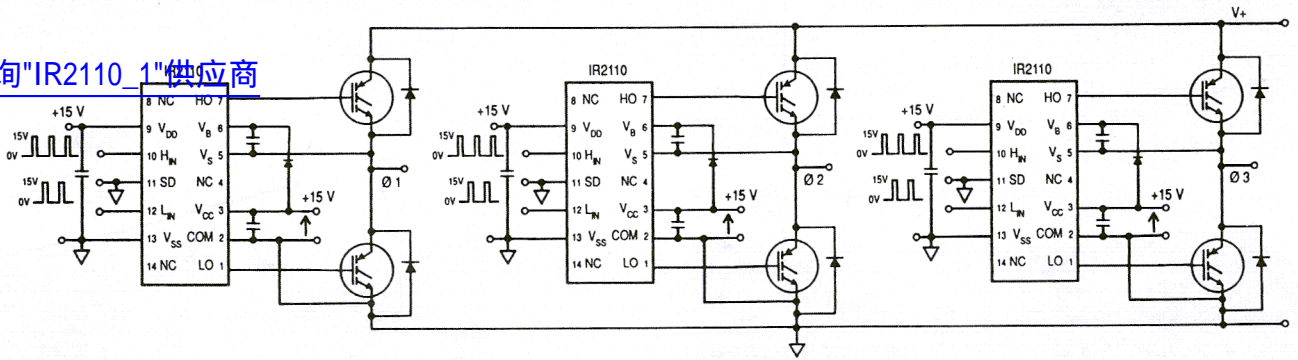 V+
询"IR2110_1"供应商
IR2110
IR2110
IR2110
8 NC HO 7
8 NC HO 7
8 NC HO 7
+15 V
+15 V
+15 V
9 VDD VB 6
9 VDD VB 6
9 VDD VB 6
15V
0V
15V
0V
15V
0V
10 HIN VS 5
10 HIN VS 5
10 HIN VS 5
Ø 1
Ø 2
Ø 3
15V
0V
15V
0V
15V
0V
11 SD NC 4
11 SD NC 4
11 SD NC 4
+15 V
+15 V
+15 V
12 LIN VCC 3
12 LIN VCC 3
12 LIN VCC 3
13 VSS COM 2
13 VSS COM 2
13 VSS COM 2
14 NC LO 1
14 NC LO 1
14 NC LO 1